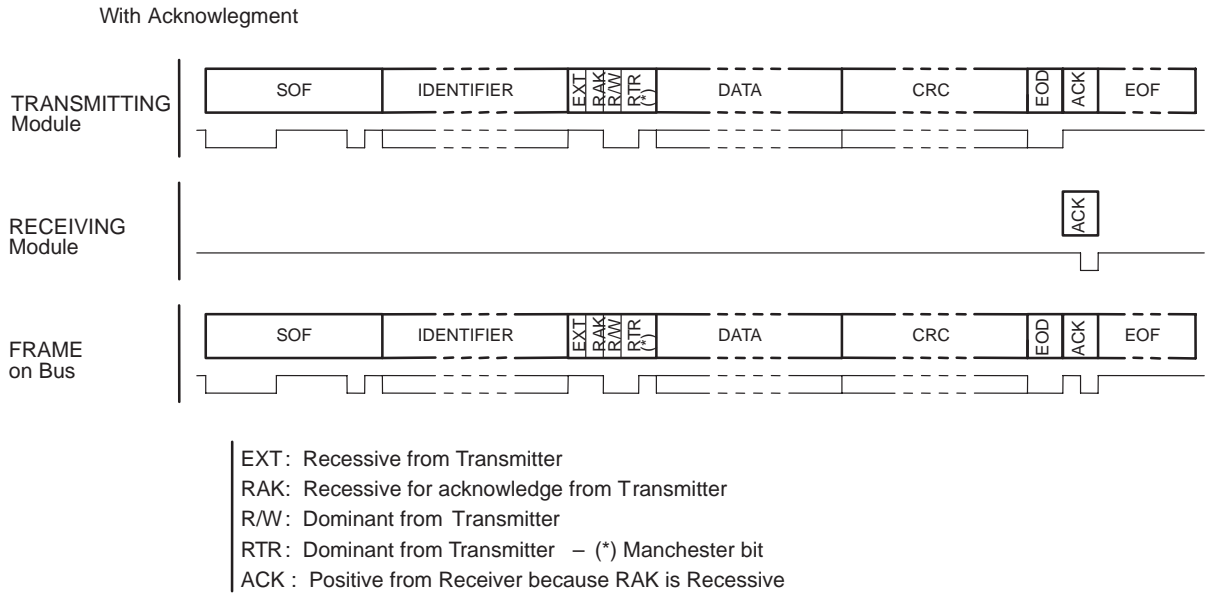 With Acknowlegment
SOF IDENTIFIER EXT RAK R/W RTR (*) DATA CRC EOD ACK EOF
TRANSMITTING
Module
ACK
RECEIVING
Module
SOF IDENTIFIER EXT RAK R/W RTR (*) DATA CRC EOD ACK EOF
FRAME
on Bus
EXT: Recessive from Transmitter
RAK: Recessive for acknowledge from Transmitter
R/W: Dominant from Transmitter
RTR: Dominant from Transmitter – (*) Manchester bit
ACK : Positive from Receiver because RAK is Recessive